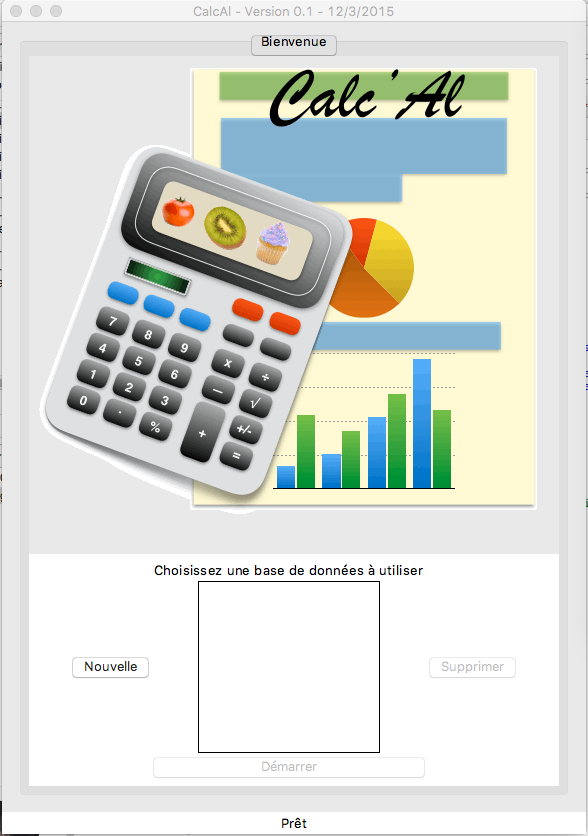 CalcAl - Version 0.1 - 12/3/2015
Bienvenue
Calc'Al
7 8 9
4 5 6 x ÷
1 2 3 — √
0 · % + +/-
=
Choisissez une base de données à utiliser
Nouvelle
Supprimer
Démarrer
Prêt